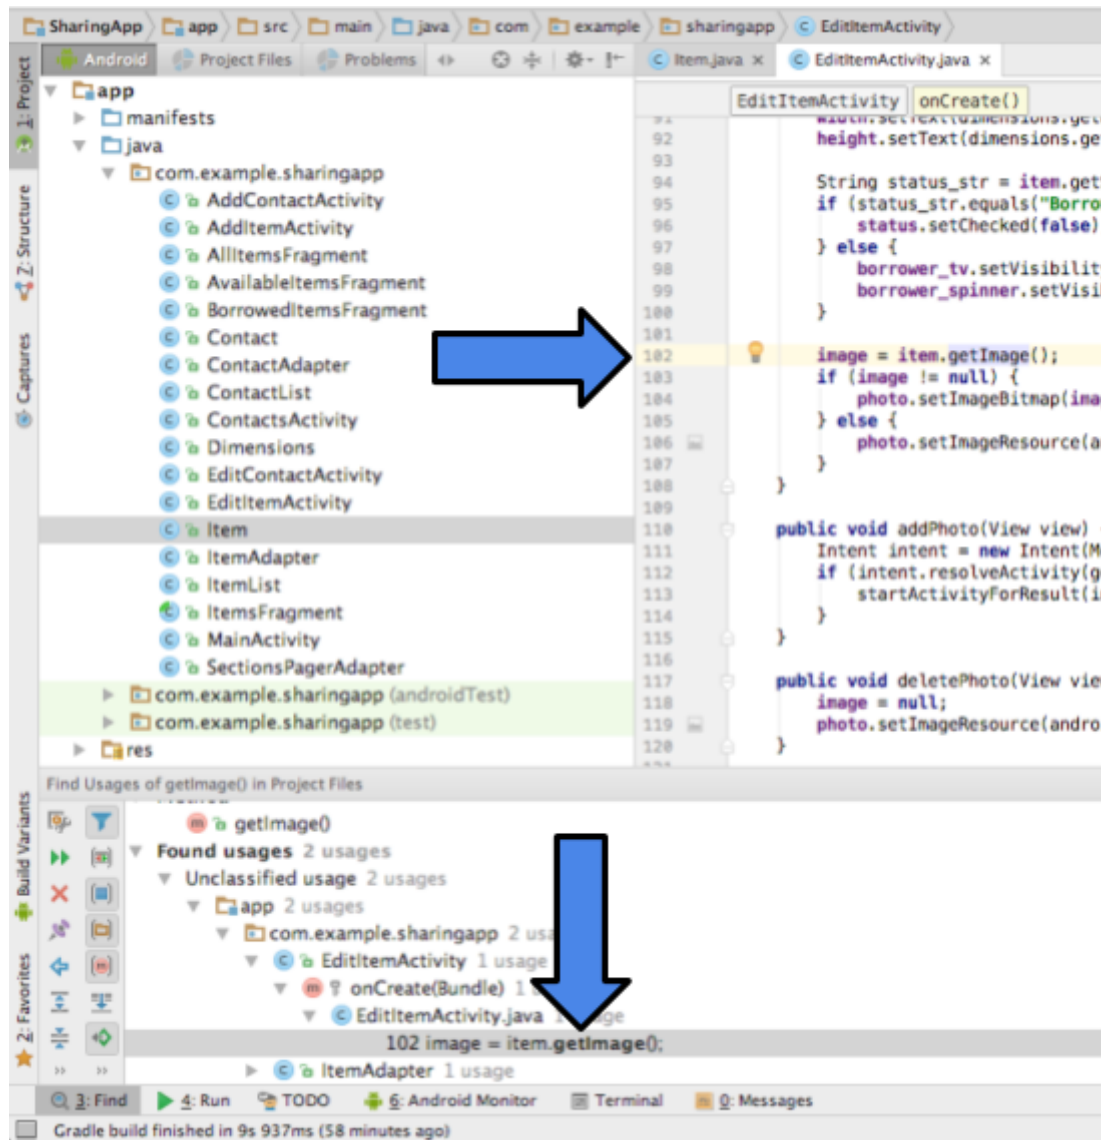 SharingApp app src main java com example sharingapp EditItemActivity
Android Project Files Problems
Item.java × EditItemActivity.java ×
1: Project
Z: Structure
Captures
Build Variants
2: Favorites
app
manifests
java
com.example.sharingapp
AddContactActivity
AddItemActivity
AllItemsFragment
AvailableItemsFragment
BorrowedItemsFragment
Contact
ContactAdapter
ContactList
ContactsActivity
Dimensions
EditContactActivity
EditItemActivity
Item
ItemAdapter
ItemList
ItemsFragment
MainActivity
SectionsPagerAdapter
com.example.sharingapp (androidTest)
com.example.sharingapp (test)
res
EditItemActivity onCreate()
91 width.setText(dimensions.get
92 height.setText(dimensions.ge
93
94 String status_str = item.get
95 if (status_str.equals("Borro
96 status.setChecked(false)
97 } else {
98 borrower_tv.setVisibilit
99 borrower_spinner.setVisi
100 }
101
102 image = item.getImage();
103 if (image != null) {
104 photo.setImageBitmap(ima
105 } else {
106 photo.setImageResource(a
107 }
108 }
109
110 public void addPhoto(View view)
111 Intent intent = new Intent(M
112 if (intent.resolveActivity(g
113 startActivityForResult(i
114 }
115 }
116
117 public void deletePhoto(View vie
118 image = null;
119 photo.setImageResource(andro
120 }
Find Usages of getImage() in Project Files
getImage()
Found usages 2 usages
Unclassified usage 2 usages
app 2 usages
com.example.sharingapp 2 usa
EditItemActivity 1 usage
onCreate(Bundle) 1
EditItemActivity.java
102 image = item.getImage();
ItemAdapter 1 usage
3: Find 4: Run TODO 6: Android Monitor Terminal 0: Messages
Gradle build finished in 9s 937ms (58 minutes ago)